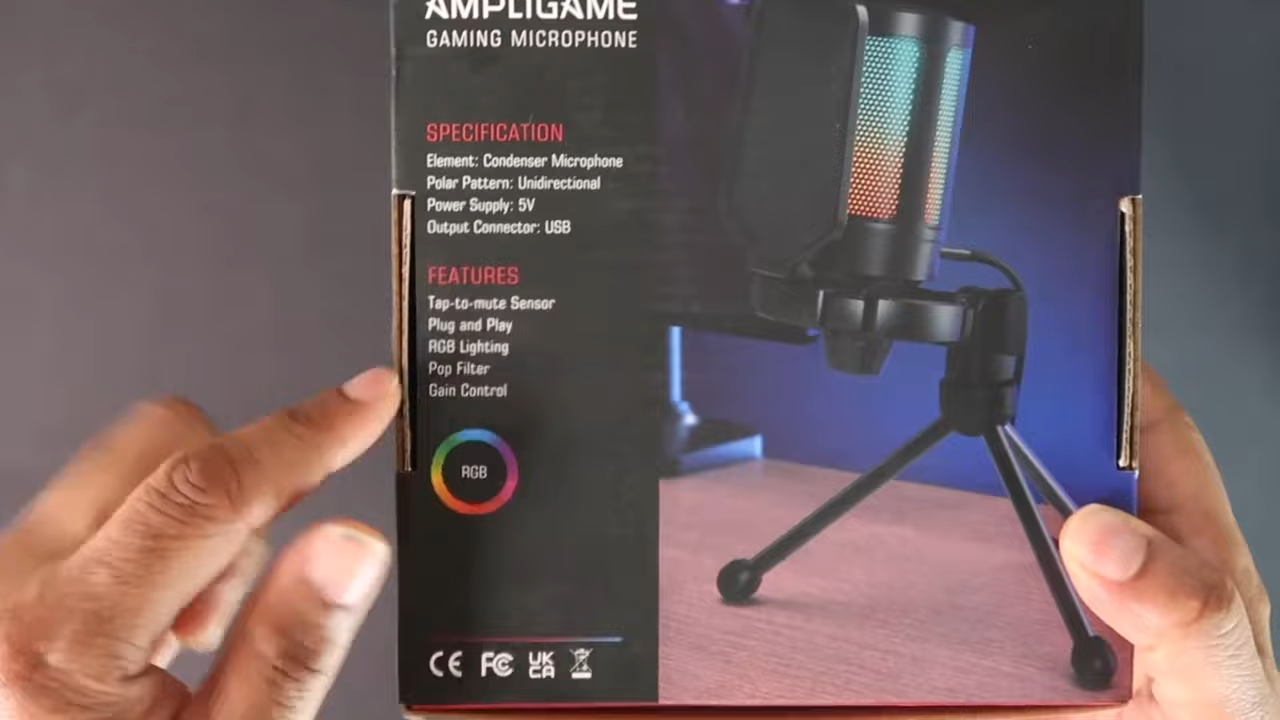 AMPLIGAME
GAMING MICROPHONE
SPECIFICATION
Element: Condenser Microphone
Polar Pattern: Unidirectional
Power Supply: 5V
Output Connector: USB
FEATURES
Tap-to-mute Sensor
Plug and Play
RGB Lighting
Pop Filter
Gain Control
RGB
CE FC UK CA